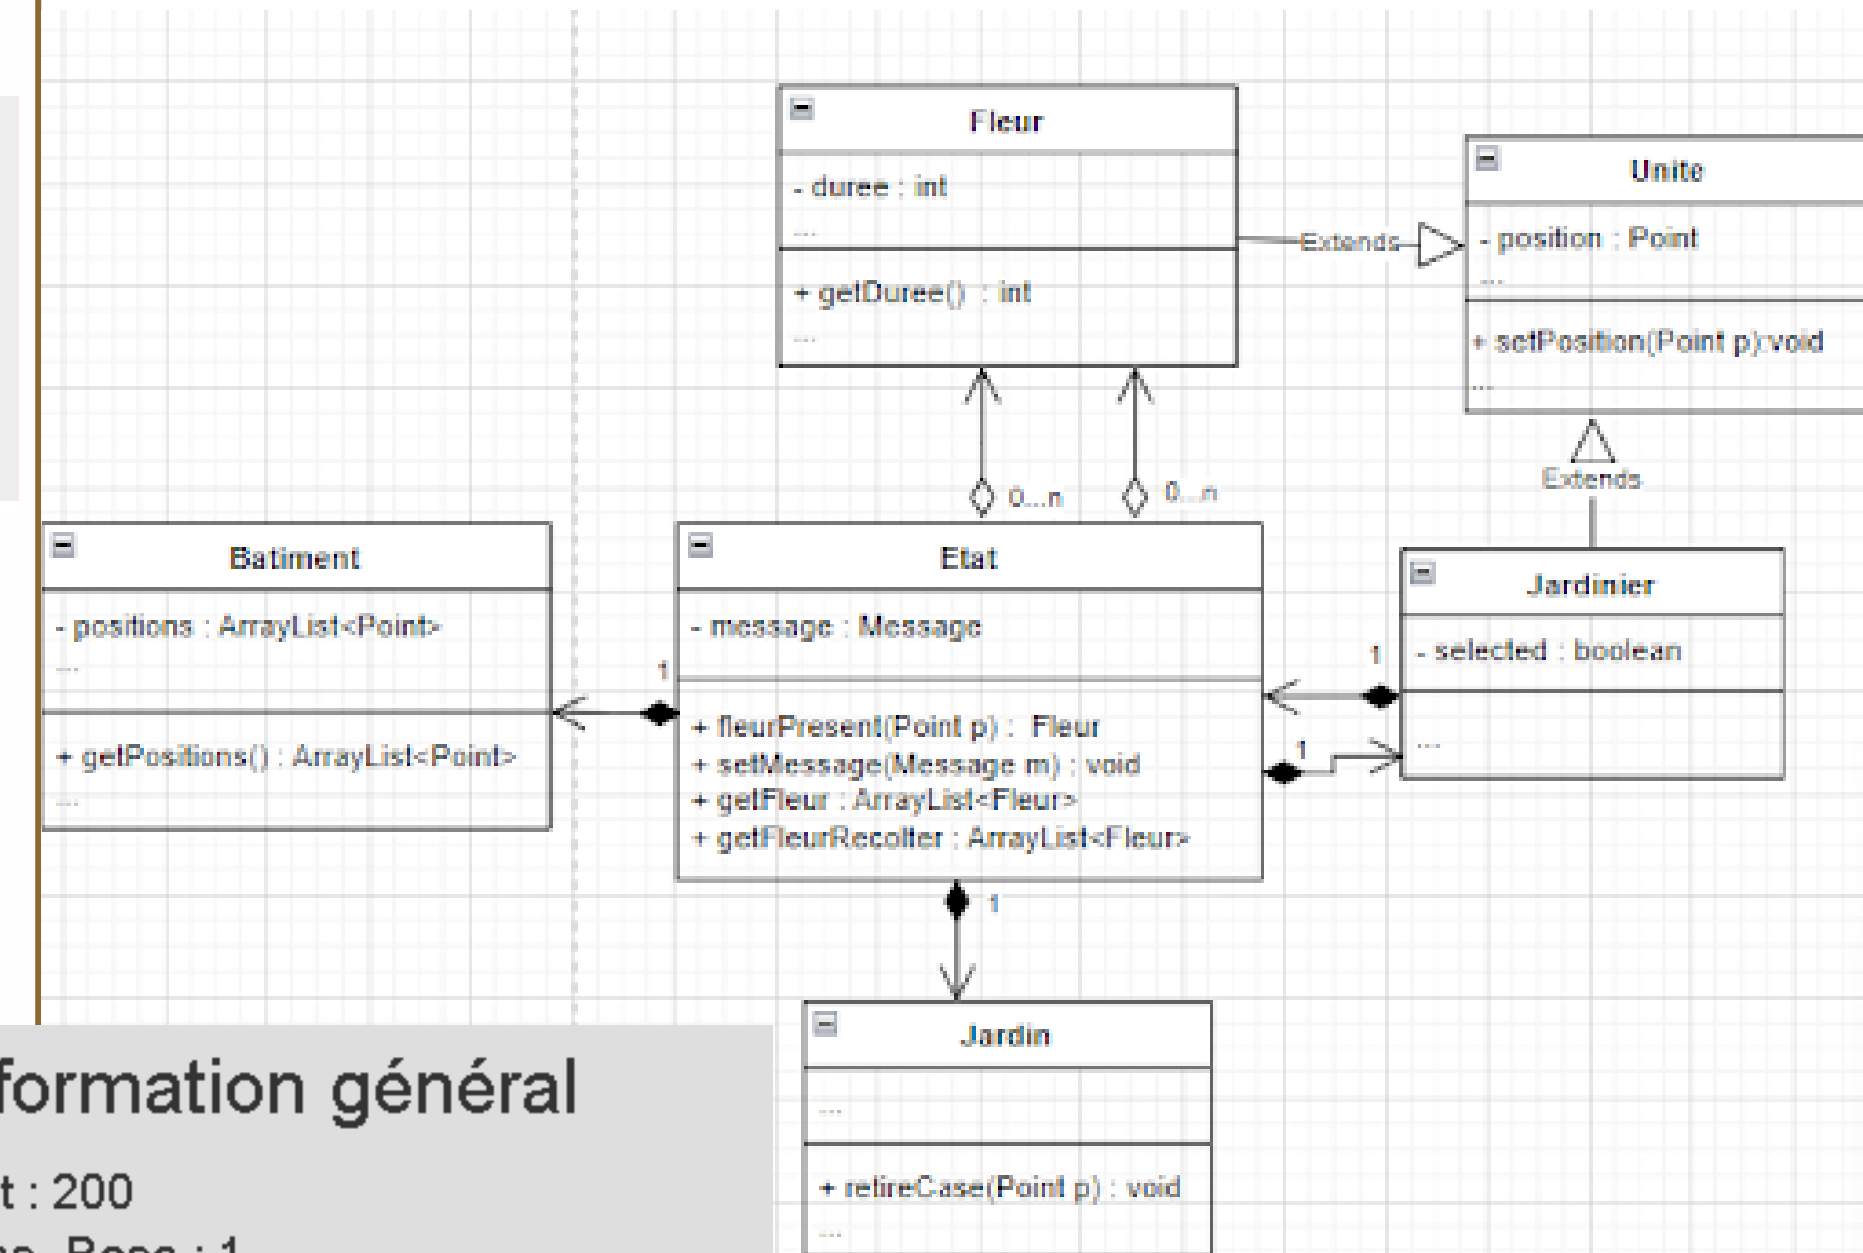 Fleur
- duree : int
...
+ getDuree() : int
...
Extends
Unite
- position : Point
...
+ setPosition(Point p):void
...
Extends
0...n
0...n
Batiment
- positions : ArrayList<Point>
...
+ getPositions() : ArrayList<Point>
...
1
Etat
- message : Message
+ fleurPresent(Point p) : Fleur
+ setMessage(Message m) : void
+ getFleur : ArrayList<Fleur>
+ getFleurRecolter : ArrayList<Fleur>
1
1
Jardinier
- selected : boolean
...
1
Jardin
...
+ retireCase(Point p) : void
...
formation général
t : 200
Rose : 1